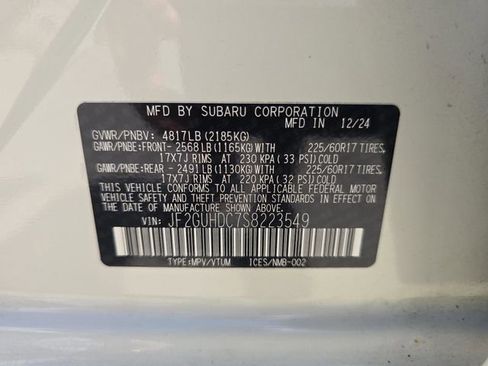 MFD BY SUBARU CORPORATION
MFD IN 12/24
GVWR/PNBV: 4817LB (2185KG)
GAWR/PNBE:FRONT- 2568LB (1165KG)WITH 225/60R17 TIRES.
17X7J RIMS AT 230 KPA ( 33 PSI)COLD
GAWR/PNBE:REAR - 2491LB (1130KG)WITH 225/60R17 TIRES.
17X7J RIMS AT 220 KPA ( 32 PSI)COLD
THIS VEHICLE CONFORMS TO ALL APPLICABLE FEDERAL MOTOR
VEHICLE SAFETY AND THEFT PREVENTION STANDARDS IN EFFECT
ON THE DATE OF MANUFACTURE SHOWN ABOVE.
VIN: JF2GUHDC7S8223549
TYPE:MPV/VTUM ICES/NMB-002